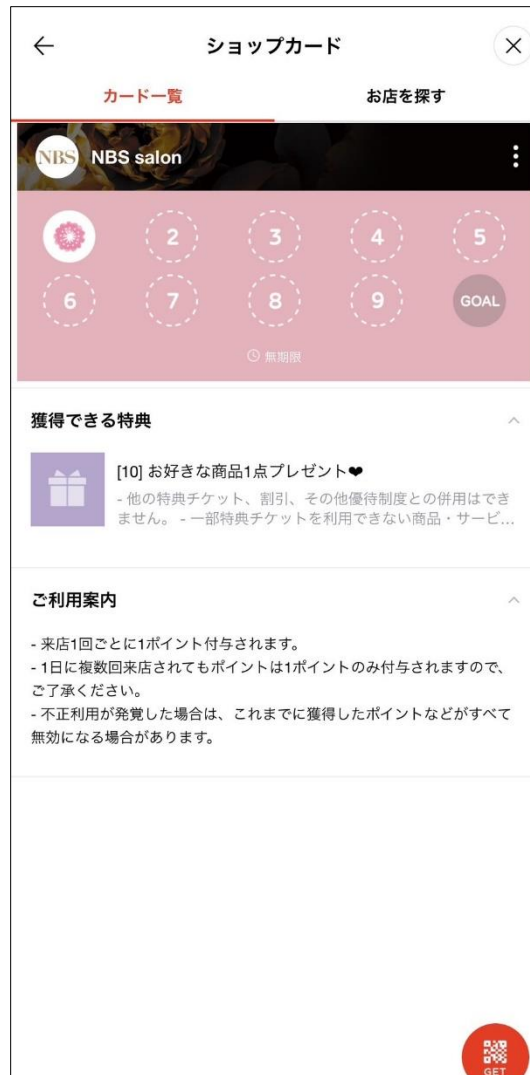 ショップカード
カード一覧
お店を探す
NBS NBS salon
2 3 4 5
6 7 8 9 GOAL
無期限
獲得できる特典
[10] お好きな商品1点プレゼント❤
- 他の特典チケット、割引、その他優待制度との併用はでき
ません。 - 一部特典チケットを利用できない商品・サービ...
ご利用案内
- 来店1回ごとに1ポイント付与されます。
- 1日に複数回来店されてもポイントは1ポイントのみ付与されますので、
ご了承ください。
- 不正利用が発覚した場合は、これまでに獲得したポイントなどがすべて
無効になる場合があります。
GET